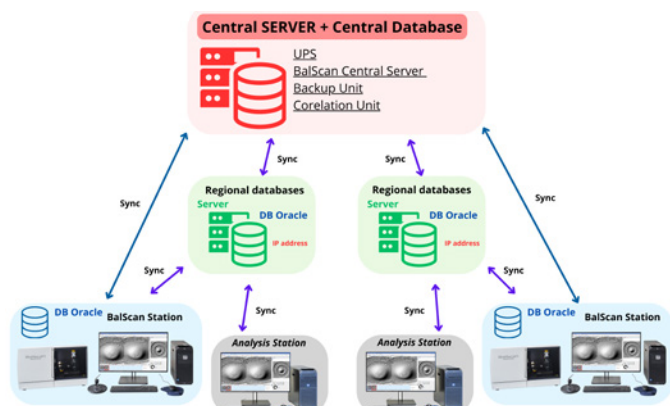 Central SERVER + Central Database
UPS
BalScan Central Server
Backup Unit
Corelation Unit
Sync
Sync
Sync
Sync
Regional databases
Server
DB Oracle
IP address
Regional databases
Server
DB Oracle
IP address
Sync
Sync
Sync
Sync
DB Oracle
BalScan Station
Analysis Station
Analysis Station
DB Oracle
BalScan Station